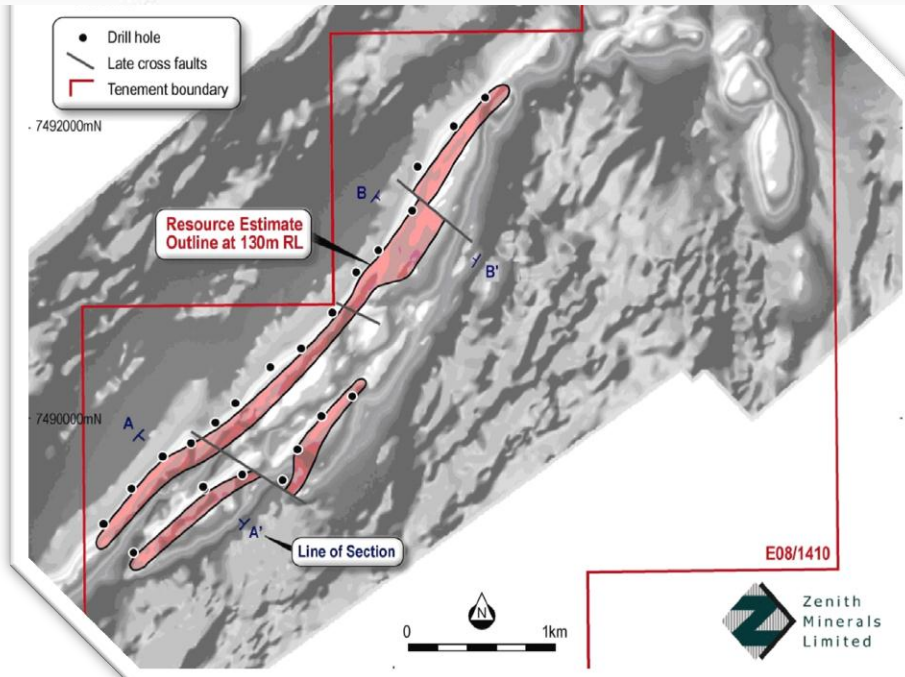 Drill hole
Late cross faults
Tenement boundary
7492000mN
B
Resource Estimate
Outline at 130m RL
B'
7490000mN
A
A'
Line of Section
E08/1410
N
0
1km
Zenith
Minerals
Limited